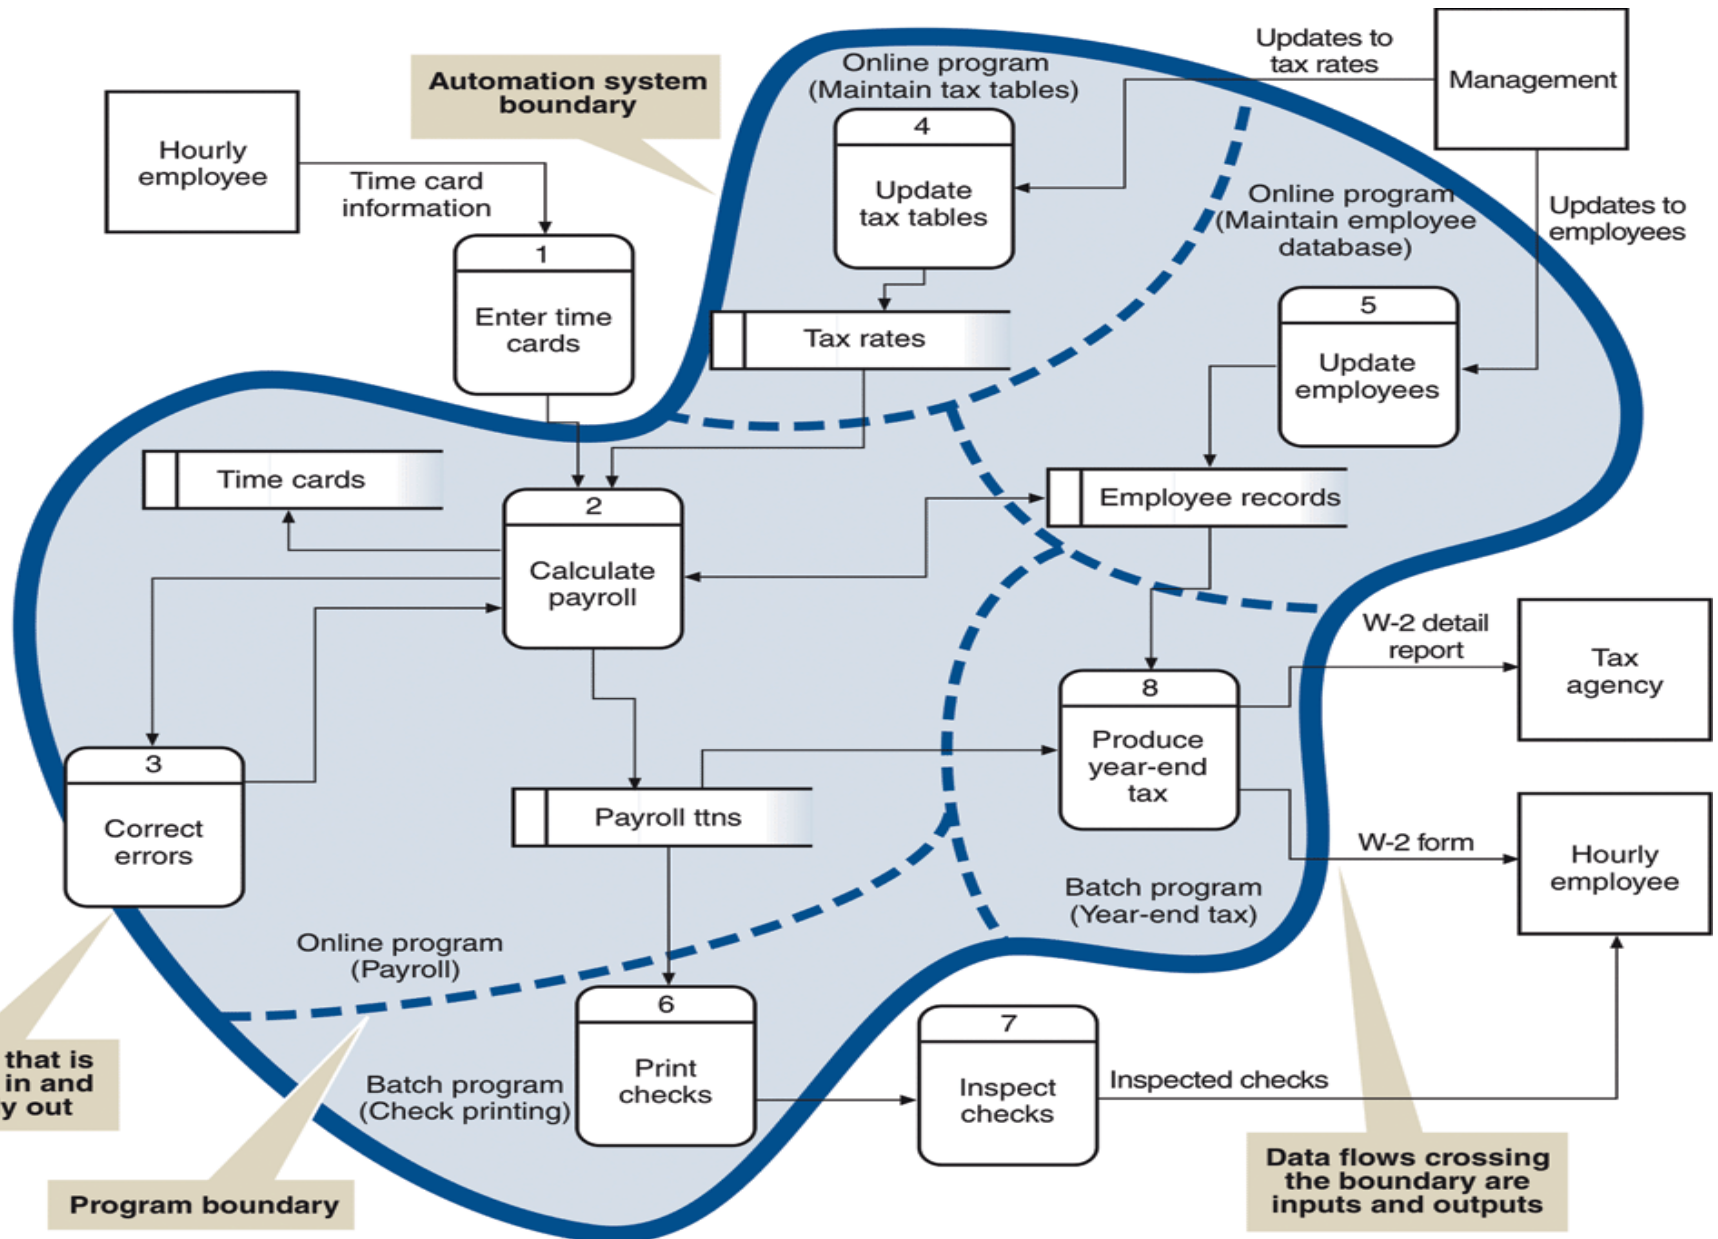 Updates to
tax rates
Management
Online program
(Maintain tax tables)
Automation system
boundary
4
Update
tax tables
Hourly
employee
Time card
information
Online program
(Maintain employee
database)
Updates to
employees
1
Enter time
cards
Tax rates
5
Update
employees
Time cards
2
Calculate
payroll
Employee records
W-2 detail
report
Tax
agency
8
Produce
year-end
tax
3
Correct
errors
Payroll ttns
W-2 form
Hourly
employee
Batch program
(Year-end tax)
Online program
(Payroll)
6
Print
checks
7
Inspect
checks
Inspected checks
that is
in and
y out
Batch program
(Check printing)
Program boundary
Data flows crossing
the boundary are
inputs and outputs